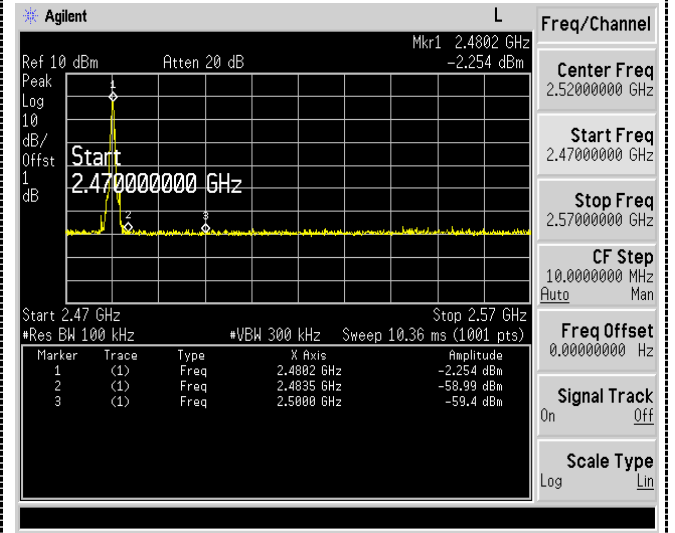 Agilent L
Mkr1 2.4802 GHz
Ref 10 dBm Atten 20 dB -2.254 dBm
Peak
Log
10
dB/
Offst
1
dB
1
Start
2.470000000 GHz
2
3
Start 2.47 GHz Stop 2.57 GHz
#Res BW 100 kHz #VBW 300 kHz Sweep 10.36 ms (1001 pts)
Marker Trace Type X Axis Amplitude
1 (1) Freq 2.4802 GHz -2.254 dBm
2 (1) Freq 2.4835 GHz -58.99 dBm
3 (1) Freq 2.5000 GHz -59.4 dBm
Freq/Channel
Center Freq
2.52000000 GHz
Start Freq
2.47000000 GHz
Stop Freq
2.57000000 GHz
CF Step
10.0000000 MHz
Auto Man
Freq Offset
0.00000000 Hz
Signal Track
On Off
Scale Type
Log Lin